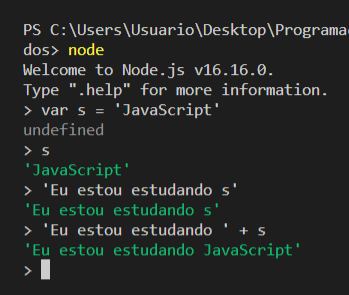 PS C:\Users\Usuario\Desktop\Programa
dos> node
Welcome to Node.js v16.16.0.
Type ".help" for more information.
> var s = 'JavaScript'
undefined
> s
'JavaScript'
> 'Eu estou estudando s'
'Eu estou estudando s'
> 'Eu estou estudando ' + s
'Eu estou estudando JavaScript'
>